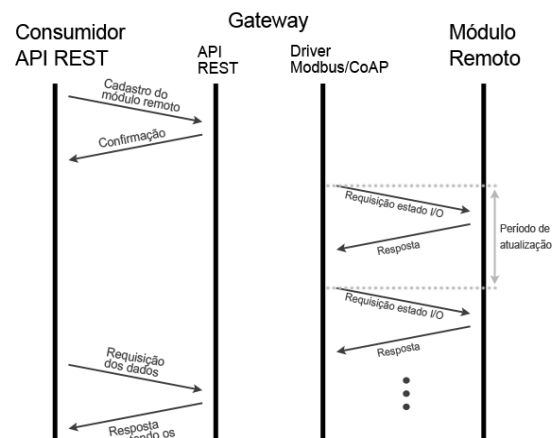 Gateway
Consumidor
API REST
API
REST
Driver
Modbus/CoAP
Módulo
Remoto
Cadastro do
módulo remoto
Confirmação
Requisição estado I/O
Resposta
Período de
atualização
Requisição estado I/O
Resposta
Requisição
dos dados
Resposta
os